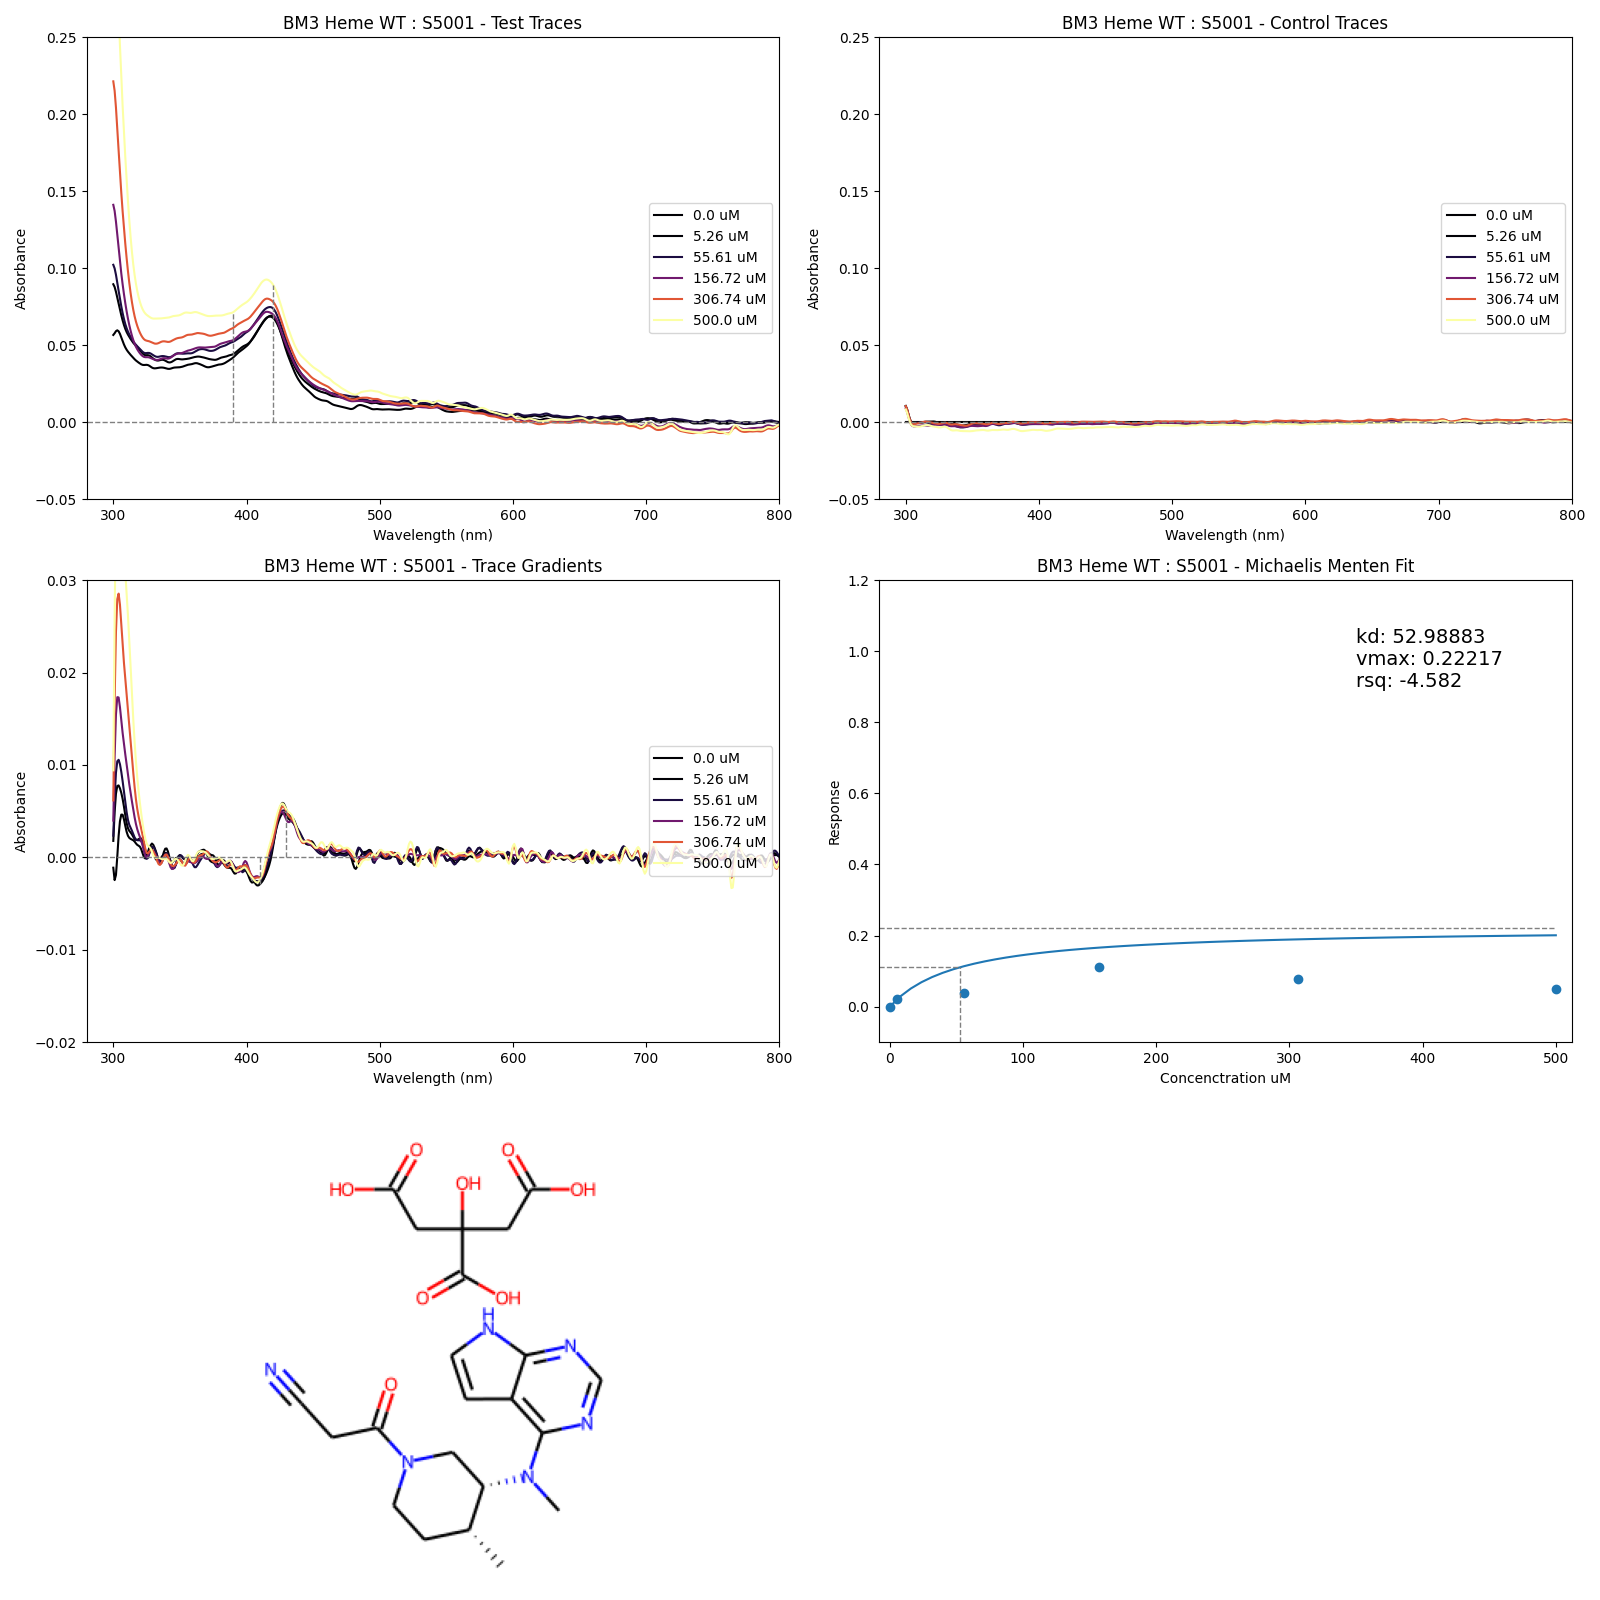 BM3 Heme WT : S5001 - Test Traces
0.25
0.20
0.15
0.10
0.05
0.00
−0.05
Absorbance
300 400 500 600 700 800
Wavelength (nm)
0.0 uM
5.26 uM
55.61 uM
156.72 uM
306.74 uM
500.0 uM
BM3 Heme WT : S5001 - Control Traces
0.25
0.20
0.15
0.10
0.05
0.00
−0.05
Absorbance
300 400 500 600 700 800
Wavelength (nm)
0.0 uM
5.26 uM
55.61 uM
156.72 uM
306.74 uM
500.0 uM
BM3 Heme WT : S5001 - Trace Gradients
0.03
0.02
0.01
0.00
−0.01
−0.02
Absorbance
300 400 500 600 700 800
Wavelength (nm)
0.0 uM
5.26 uM
55.61 uM
156.72 uM
306.74 uM
500.0 uM
BM3 Heme WT : S5001 - Michaelis Menten Fit
1.2
1.0
0.8
0.6
0.4
0.2
0.0
Response
kd: 52.98883
vmax: 0.22217
rsq: -4.582
0 100 200 300 400 500
Concenctration uM
O O
HO OH OH
O OH
H
N N
N O
N
N N